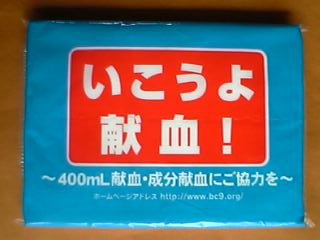 いこうよ
献血！
～400mL献血・成分献血にご協力を～
ホームページアドレス http://www.bc9.org/